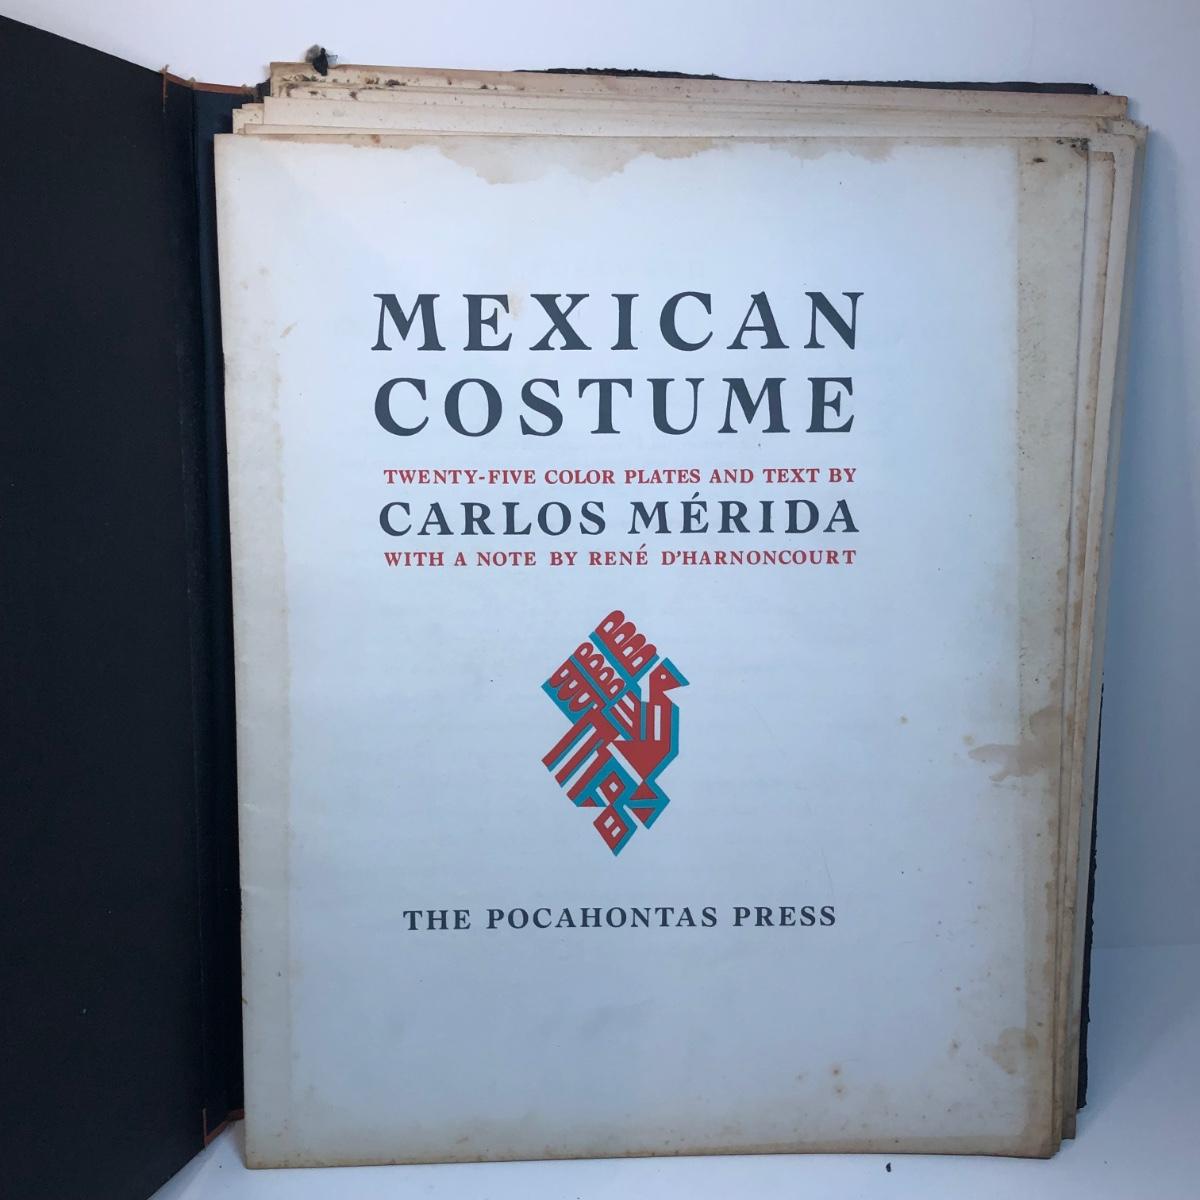 MEXICAN
COSTUME
TWENTY-FIVE COLOR PLATES AND TEXT BY
CARLOS MÉRIDA
WITH A NOTE BY RENÉ D'HARNONCOURT
THE POCAHONTAS PRESS